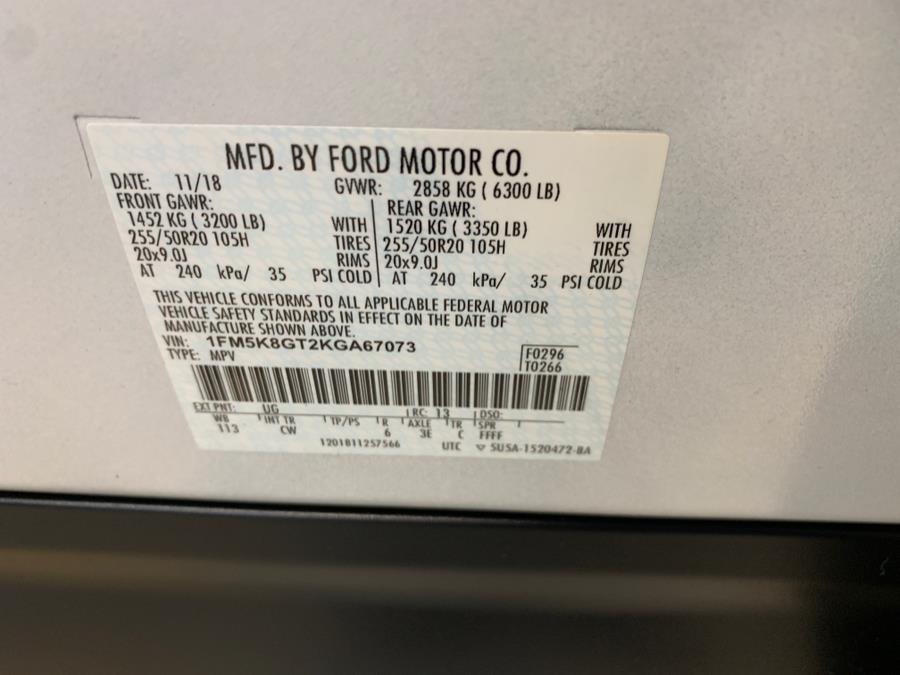 MFD. BY FORD MOTOR CO.
DATE: 11/18 GVWR: 2858 KG ( 6300 LB)
FRONT GAWR: REAR GAWR:
1452 KG ( 3200 LB) WITH 1520 KG ( 3350 LB) WITH
255/50R20 105H TIRES 255/50R20 105H TIRES
20x9.0J RIMS 20x9.0J RIMS
AT 240 kPa/ 35 PSI COLD AT 240 kPa/ 35 PSI COLD
THIS VEHICLE CONFORMS TO ALL APPLICABLE FEDERAL MOTOR
VEHICLE SAFETY STANDARDS IN EFFECT ON THE DATE OF
MANUFACTURE SHOWN ABOVE.
VIN: 1FM5K8GT2KGA67073
TYPE: MPV
F0296
T0266
EXT PNT: UG RC: 13 DSO:
WB INT TR TP/PS R AXLE TR SPR
113 CW 6 3E C FFFF
1201811257566 UTC SUSA-1520472-BA